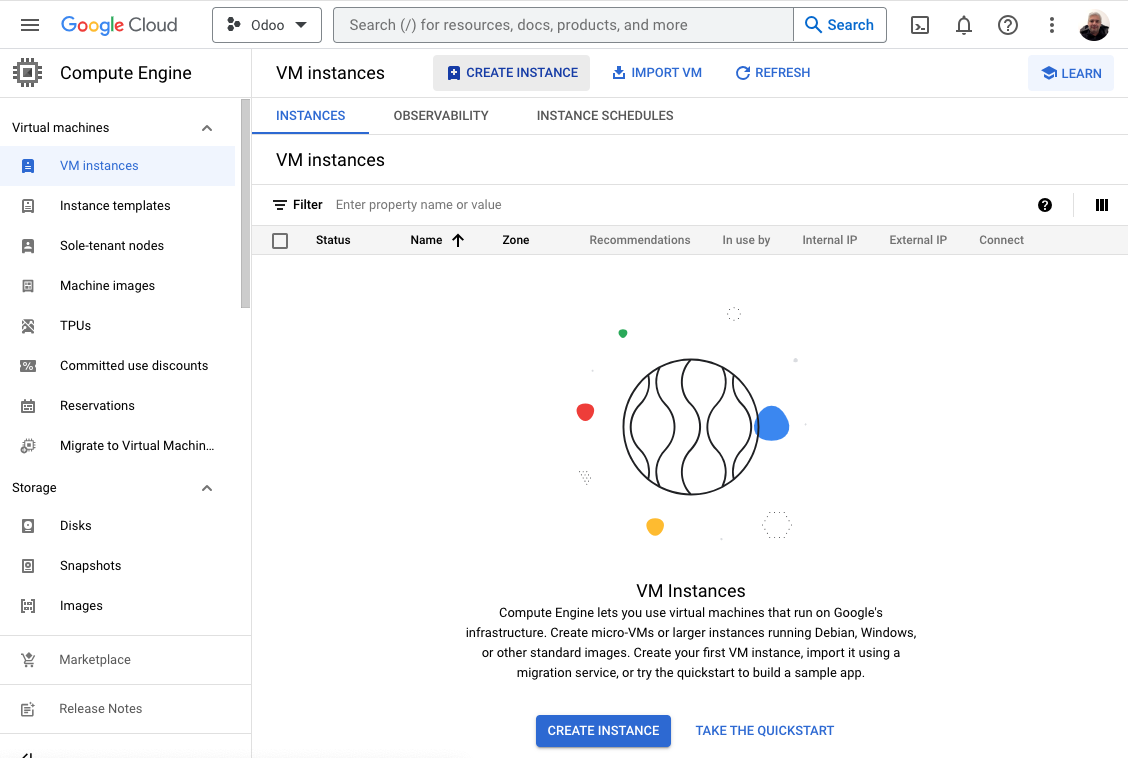 Google Cloud
Odoo
Search (/) for resources, docs, products, and more
Search
Compute Engine
VM instances
CREATE INSTANCE
IMPORT VM
REFRESH
LEARN
Virtual machines
VM instances
Instance templates
Sole-tenant nodes
Machine images
TPUs
Committed use discounts
Reservations
Migrate to Virtual Machin...
Storage
Disks
Snapshots
Images
Marketplace
Release Notes
INSTANCES
OBSERVABILITY
INSTANCE SCHEDULES
VM instances
Filter
Enter property name or value
Status
Name
Zone
Recommendations
In use by
Internal IP
External IP
Connect
VM Instances
Compute Engine lets you use virtual machines that run on Google's
infrastructure. Create micro-VMs or larger instances running Debian, Windows,
or other standard images. Create your first VM instance, import it using a
migration service, or try the quickstart to build a sample app.
CREATE INSTANCE
TAKE THE QUICKSTART